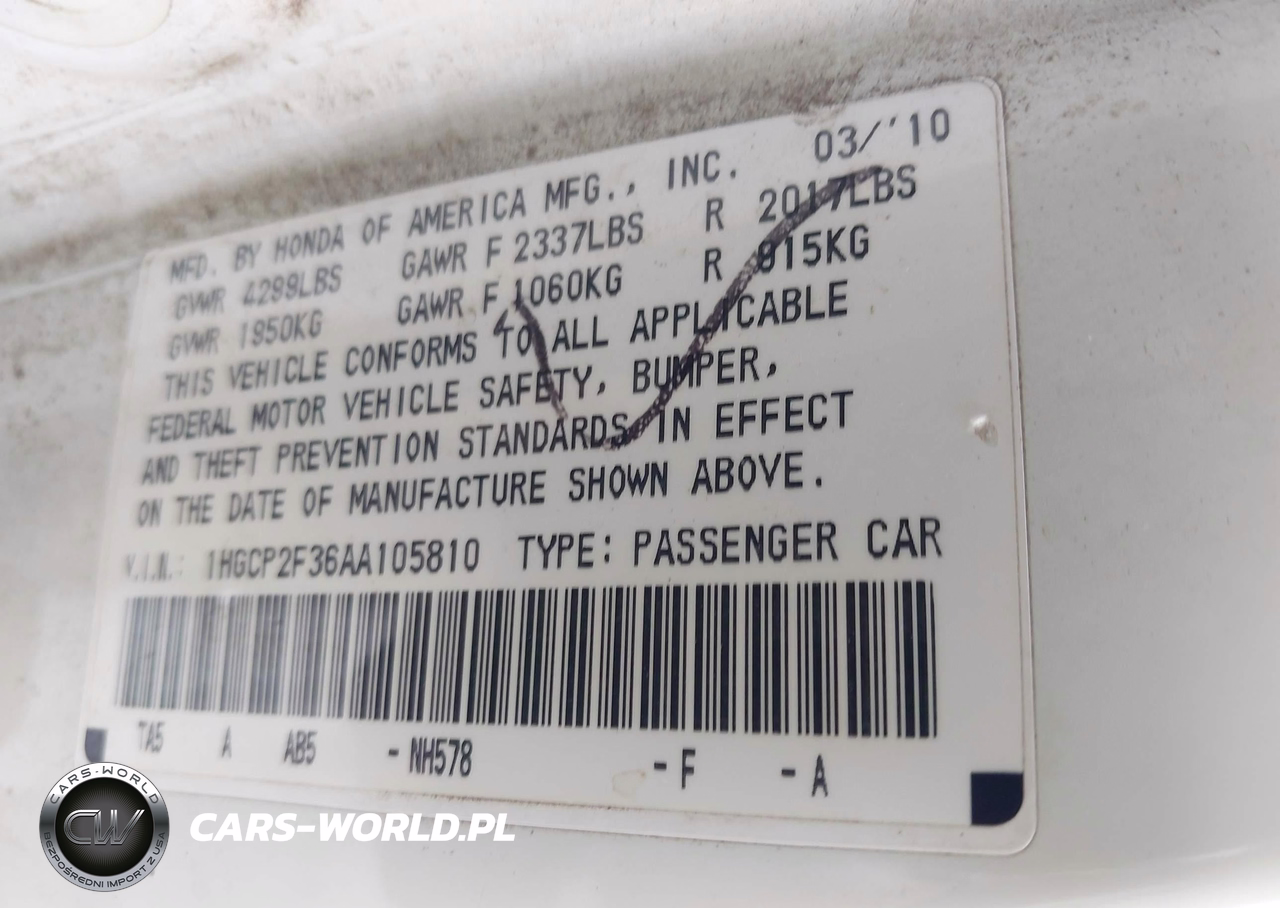 MFD. BY HONDA OF AMERICA MFG., INC. 03/'10
GVWR 4299LBS GAWR F 2337LBS R 2017LBS
GVWR 1950KG GAWR F 1060KG R 915KG
THIS VEHICLE CONFORMS TO ALL APPLICABLE
FEDERAL MOTOR VEHICLE SAFETY, BUMPER,
AND THEFT PREVENTION STANDARDS IN EFFECT
ON THE DATE OF MANUFACTURE SHOWN ABOVE.
V.I.N.: 1HGCP2F36AA105810 TYPE: PASSENGER CAR
TA5 A AB5 -NH578 -F -A
CARS-WORLD
CW
BEZPOŚREDNI IMPORT Z USA
CARS-WORLD.PL